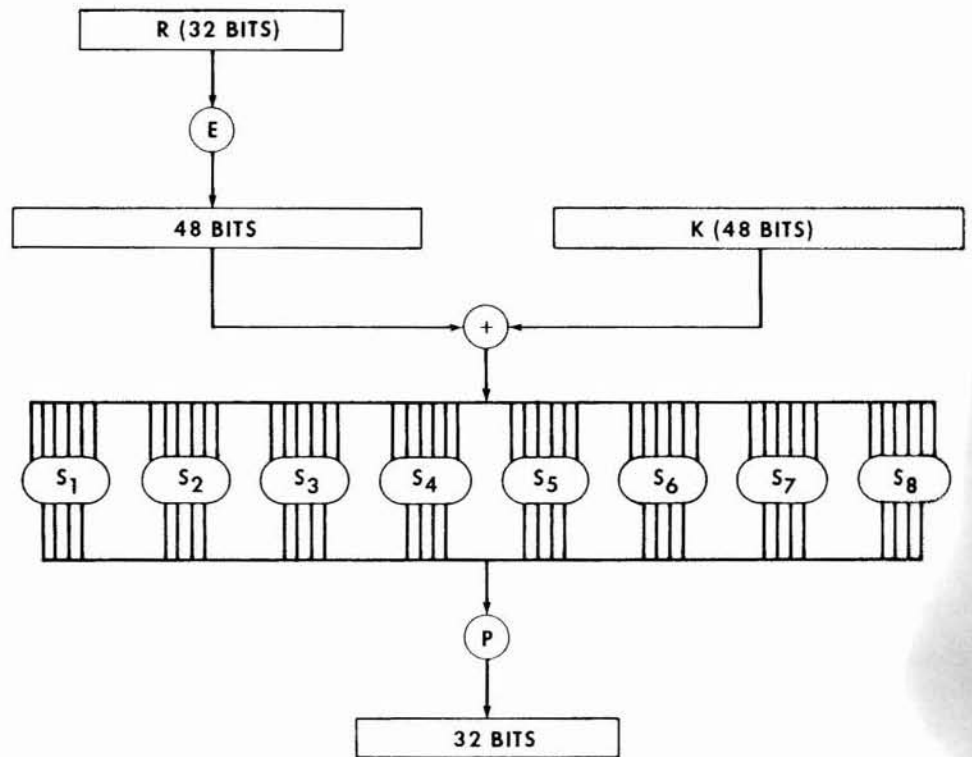 R (32 BITS)
E
48 BITS
K (48 BITS)
+
S1 S2 S3 S4 S5 S6 S7 S8
P
32 BITS